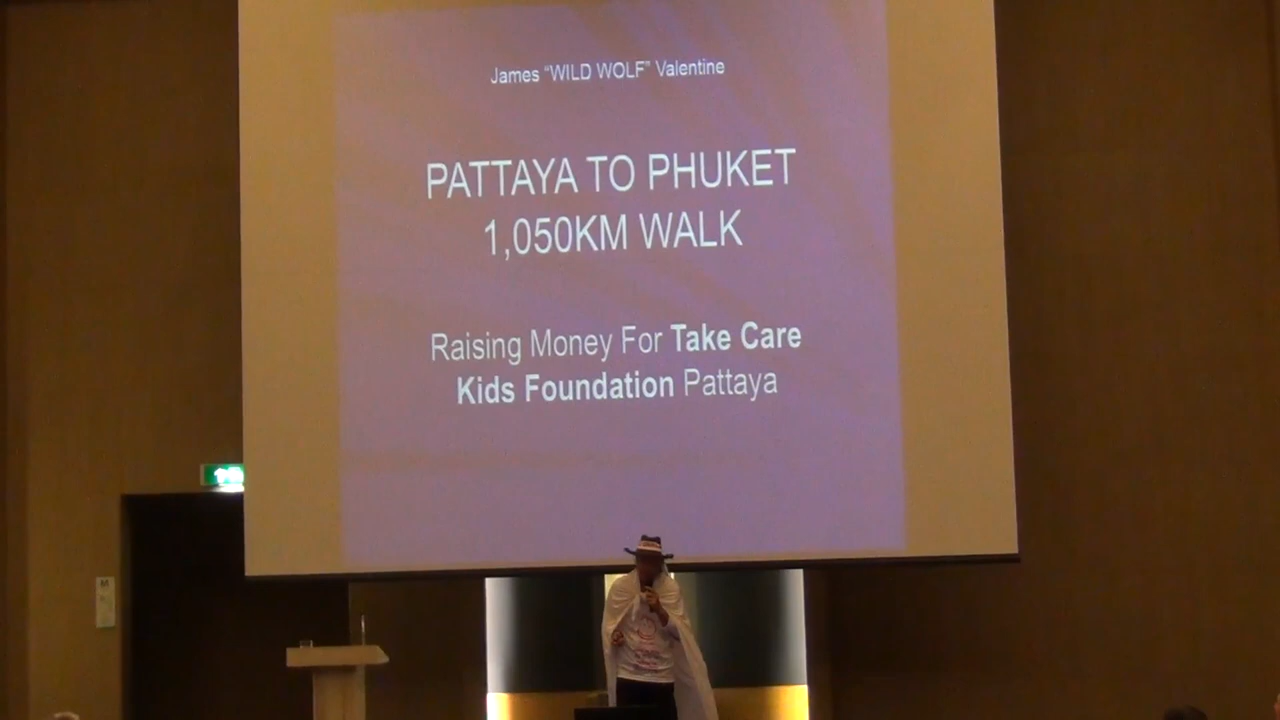 James “WILD WOLF” Valentine
PATTAYA TO PHUKET
1,050KM WALK
Raising Money For Take Care
Kids Foundation Pattaya
M